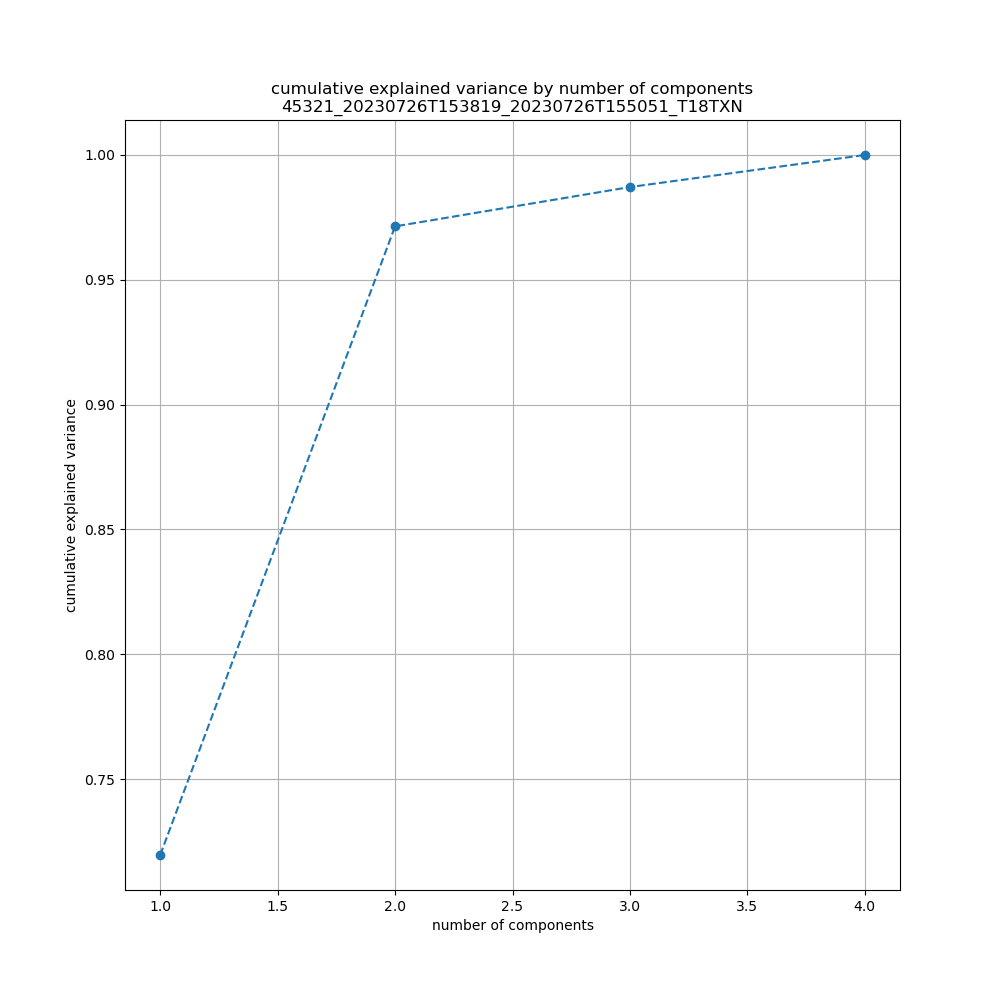 cumulative explained variance by number of components
45321_20230726T153819_20230726T155051_T18TXN
1.00
0.95
0.90
0.85
0.80
0.75
cumulative explained variance
1.0 1.5 2.0 2.5 3.0 3.5 4.0
number of components